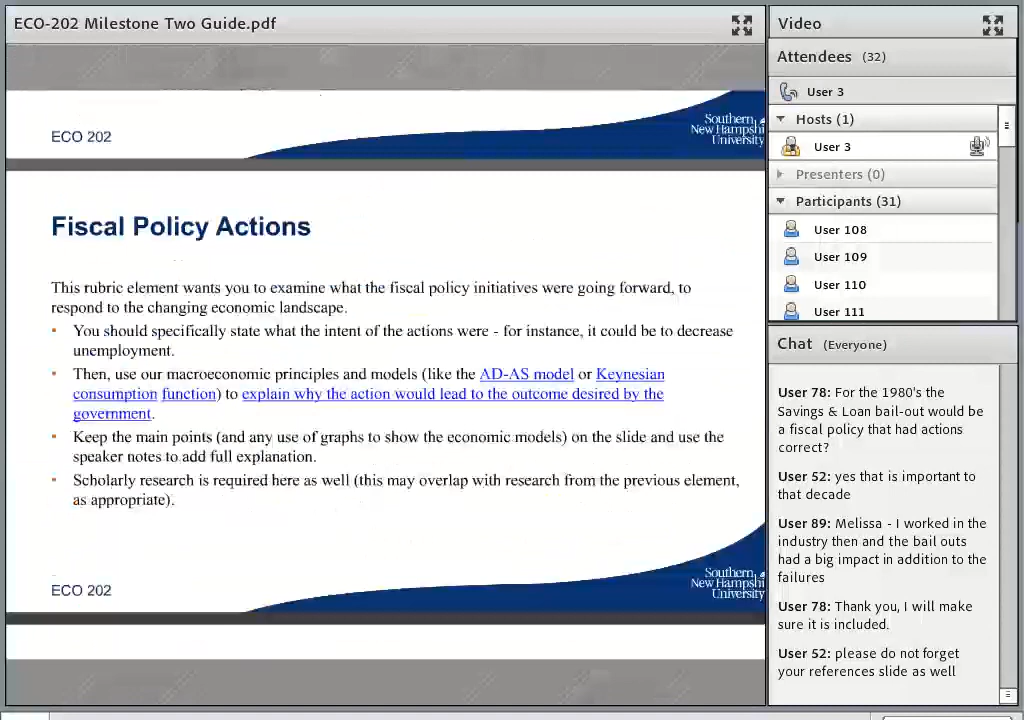 ECO-202 Milestone Two Guide.pdf
ECO 202
Southern
New Hampshi
University
Fiscal Policy Actions
This rubric element wants you to examine what the fiscal policy initiatives were going forward, to
respond to the changing economic landscape.
• You should specifically state what the intent of the actions were - for instance, it could be to decrease
unemployment.
• Then, use our macroeconomic principles and models (like the AD-AS model or Keynesian
consumption function) to explain why the action would lead to the outcome desired by the
government.
• Keep the main points (and any use of graphs to show the economic models) on the slide and use the
speaker notes to add full explanation.
• Scholarly research is required here as well (this may overlap with research from the previous element,
as appropriate).
ECO 202
Southern
New Hampshi
University
Video
Attendees (32)
User 3
Hosts (1)
User 3
Presenters (0)
Participants (31)
User 108
User 109
User 110
User 111
Chat (Everyone)
User 78: For the 1980's the
Savings & Loan bail-out would be
a fiscal policy that had actions
correct?
User 52: yes that is important to
that decade
User 89: Melissa - I worked in the
industry then and the bail outs
had a big impact in addition to the
failures
User 78: Thank you, I will make
sure it is included.
User 52: please do not forget
your references slide as well